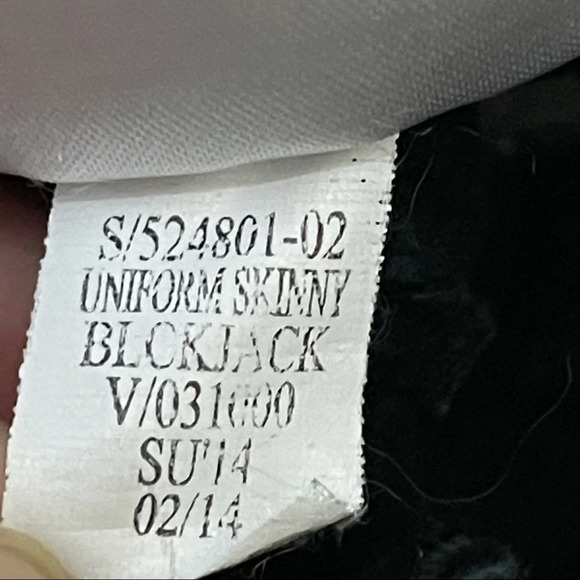 S/524801-02
UNIFORM SKINNY
BLCKJACK
V/031000
SU'14
02/14